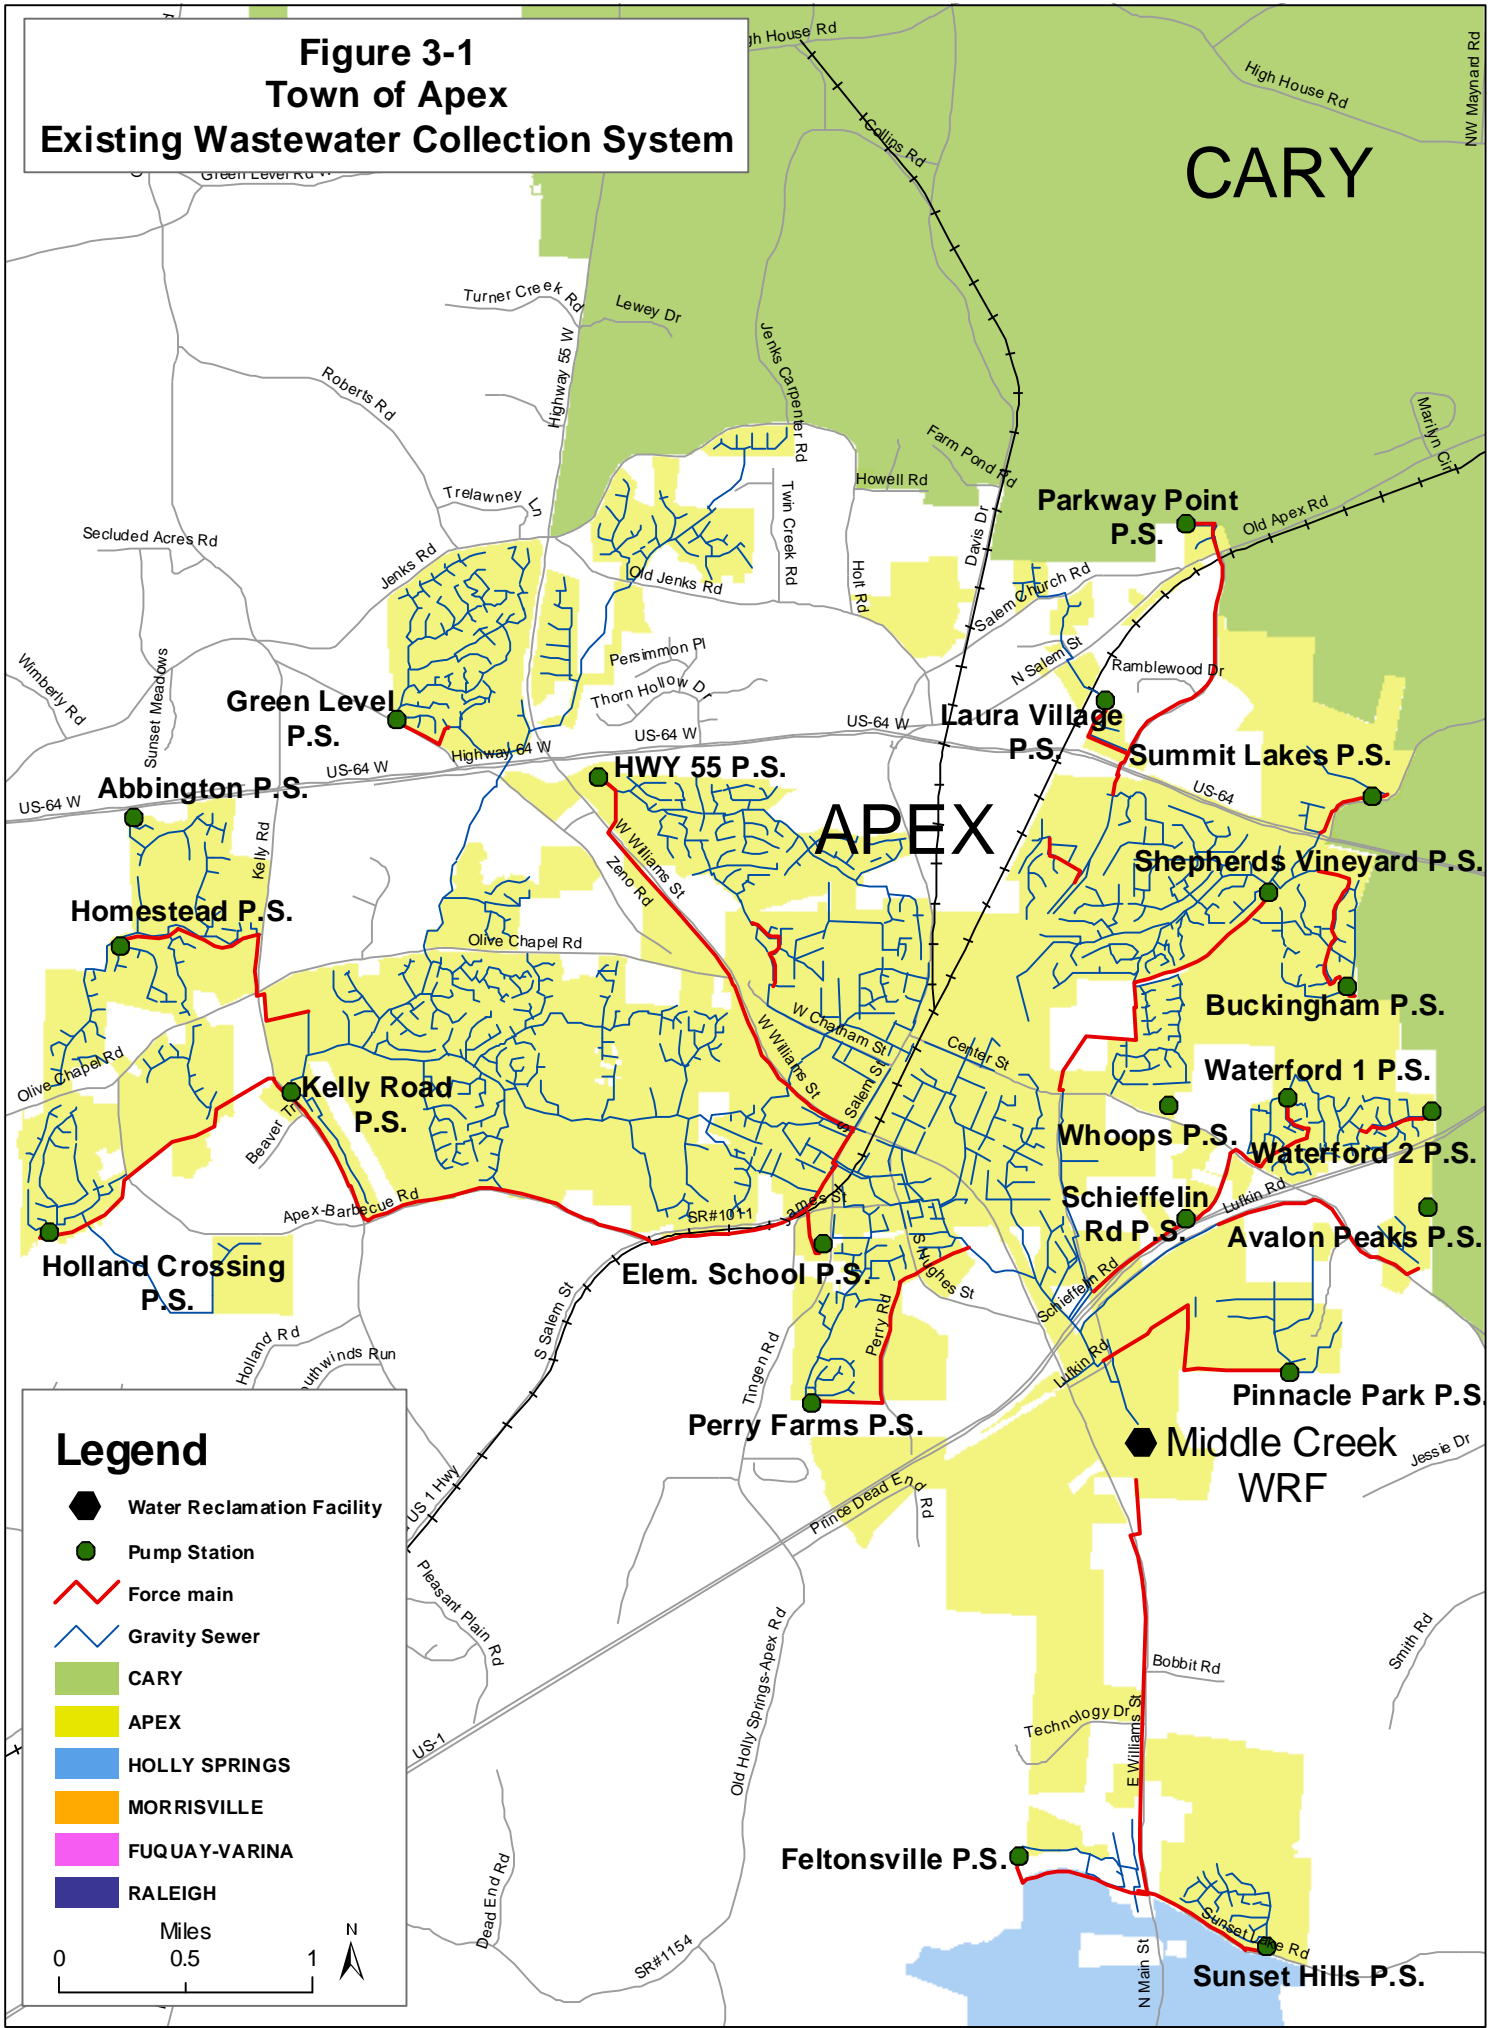 Figure 3-1
Town of Apex
Existing Wastewater Collection System
High House Rd
NW Maynard Rd
CARY
Collins Rd
Turner Creek Rd
Lewey Dr
Highway 55 W
Jenks Carpenter Rd
Roberts Rd
Marilyn Cir
Farm Pond Rd
Howell Rd
Trelawney Ln
Twin Creek Rd
Parkway Point
P.S.
Old Apex Rd
Davis Dr
Secluded Acres Rd
Jenks Rd
Old Jenks Rd
Holt Rd
Salem Church Rd
N Salem St
Ramblewood Dr
Persimmon Pl
Thorn Hollow Dr
Wimberly Rd
Sunset Meadows
Green Level
P.S.
US-64 W
US-64 W
Highway 64 W
US-64 W
US-64 W
Laura Village
P.S.
Summit Lakes P.S.
US-64
HWY 55 P.S.
Abbington P.S.
APEX
Kelly Rd
W Williams St
Zeno Rd
Shepherds Vineyard P.S.
Homestead P.S.
Olive Chapel Rd
Buckingham P.S.
W Chatham St
Center St
W Williams St
S Salem St
Olive Chapel Rd
Kelly Road
P.S.
Waterford 1 P.S.
Whoops P.S.
Waterford 2 P.S.
Beaver Tr
Apex-Barbecue Rd
SR#1011
James St
Schieffelin
Rd P.S.
Lufkin Rd
Avalon Peaks P.S.
Holland Crossing
P.S.
Elem. School P.S.
S Hughes St
Schieffelin Rd
Perry Rd
S Salem St
Tingen Rd
Lufkin Rd
Holland Rd
Pinnacle Park P.S.
Perry Farms P.S.
Middle Creek
WRF
Jessie Dr
US 1 Hwy
Prince Dead End Rd
Pleasant Plain Rd
Old Holly Springs-Apex Rd
Smith Rd
Bobbit Rd
Technology Dr
E Williams St
US-1
Feltonsville P.S.
Dead End Rd
Sunset Lake Rd
SR#1154
N Main St
Sunset Hills P.S.
Legend
Water Reclamation Facility
Pump Station
Force main
Gravity Sewer
CARY
APEX
HOLLY SPRINGS
MORRISVILLE
FUQUAY-VARINA
RALEIGH
Miles
0 0.5 1
N